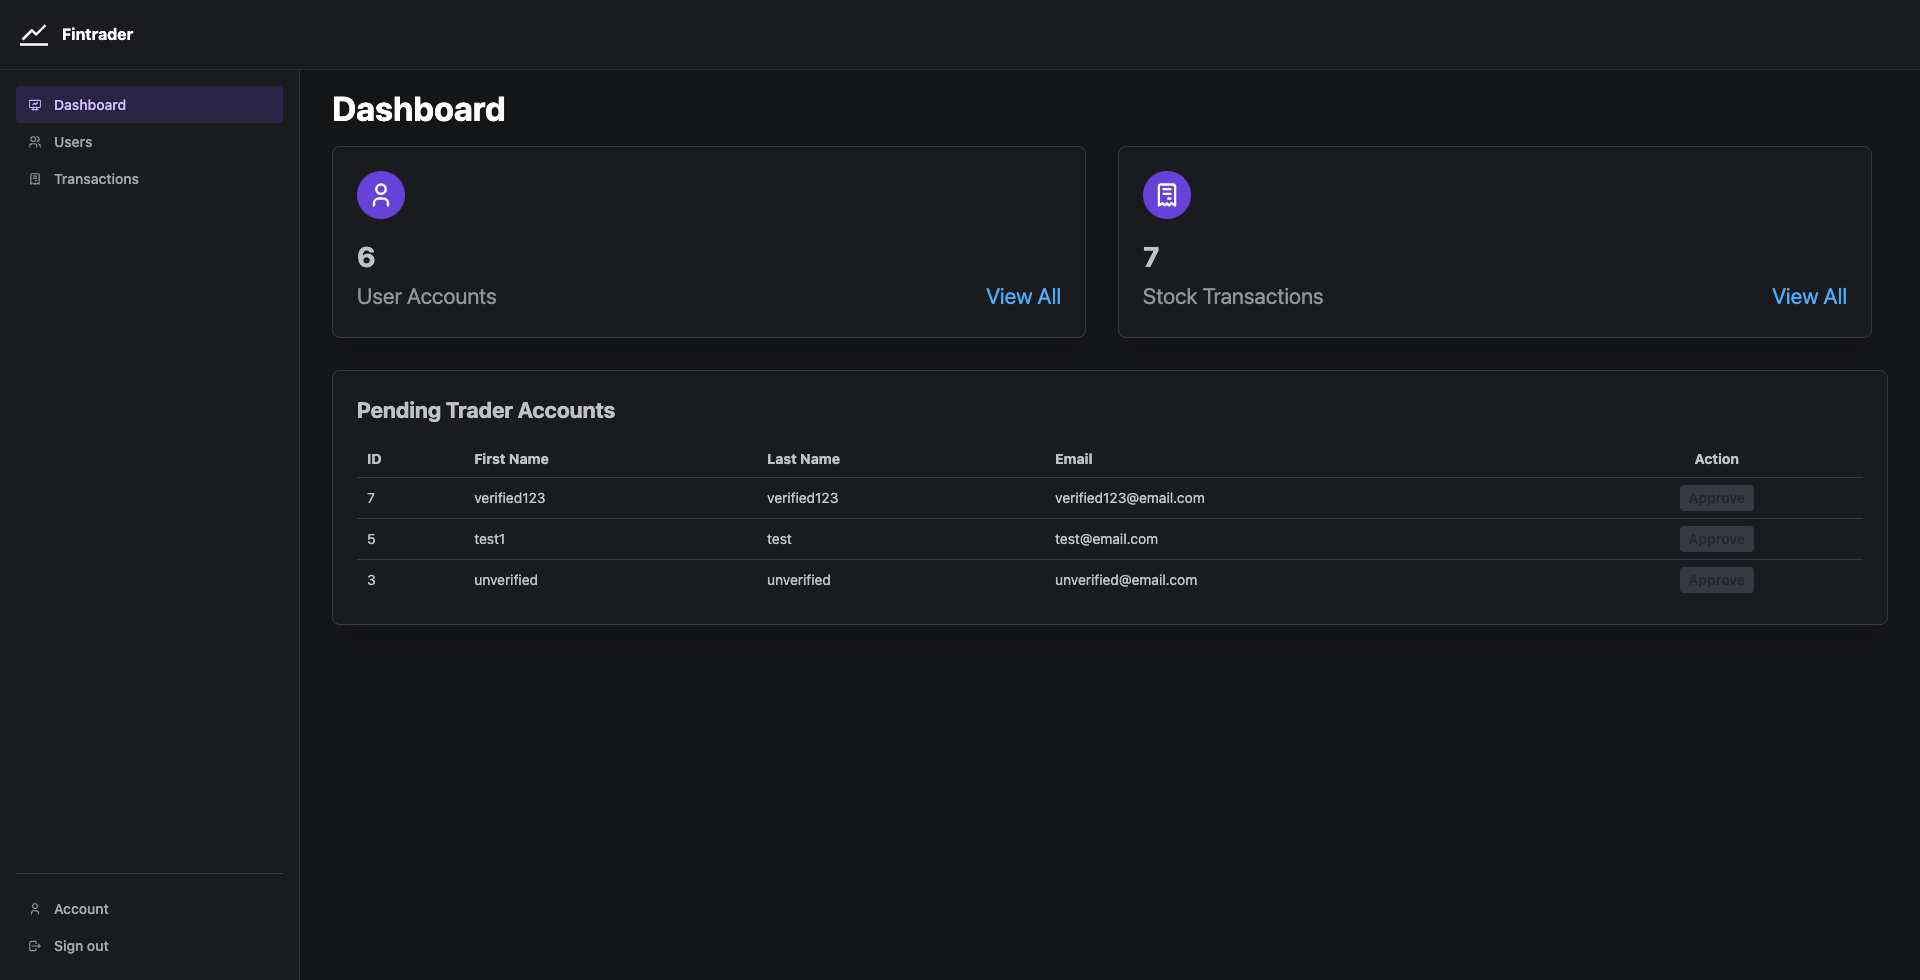 Fintrader
Dashboard
Users
Transactions
Account
Sign out
Dashboard
6
User Accounts View All
7
Stock Transactions View All
Pending Trader Accounts
ID First Name Last Name Email Action
7 verified123 verified123 verified123@email.com Approve
5 test1 test test@email.com Approve
3 unverified unverified unverified@email.com Approve